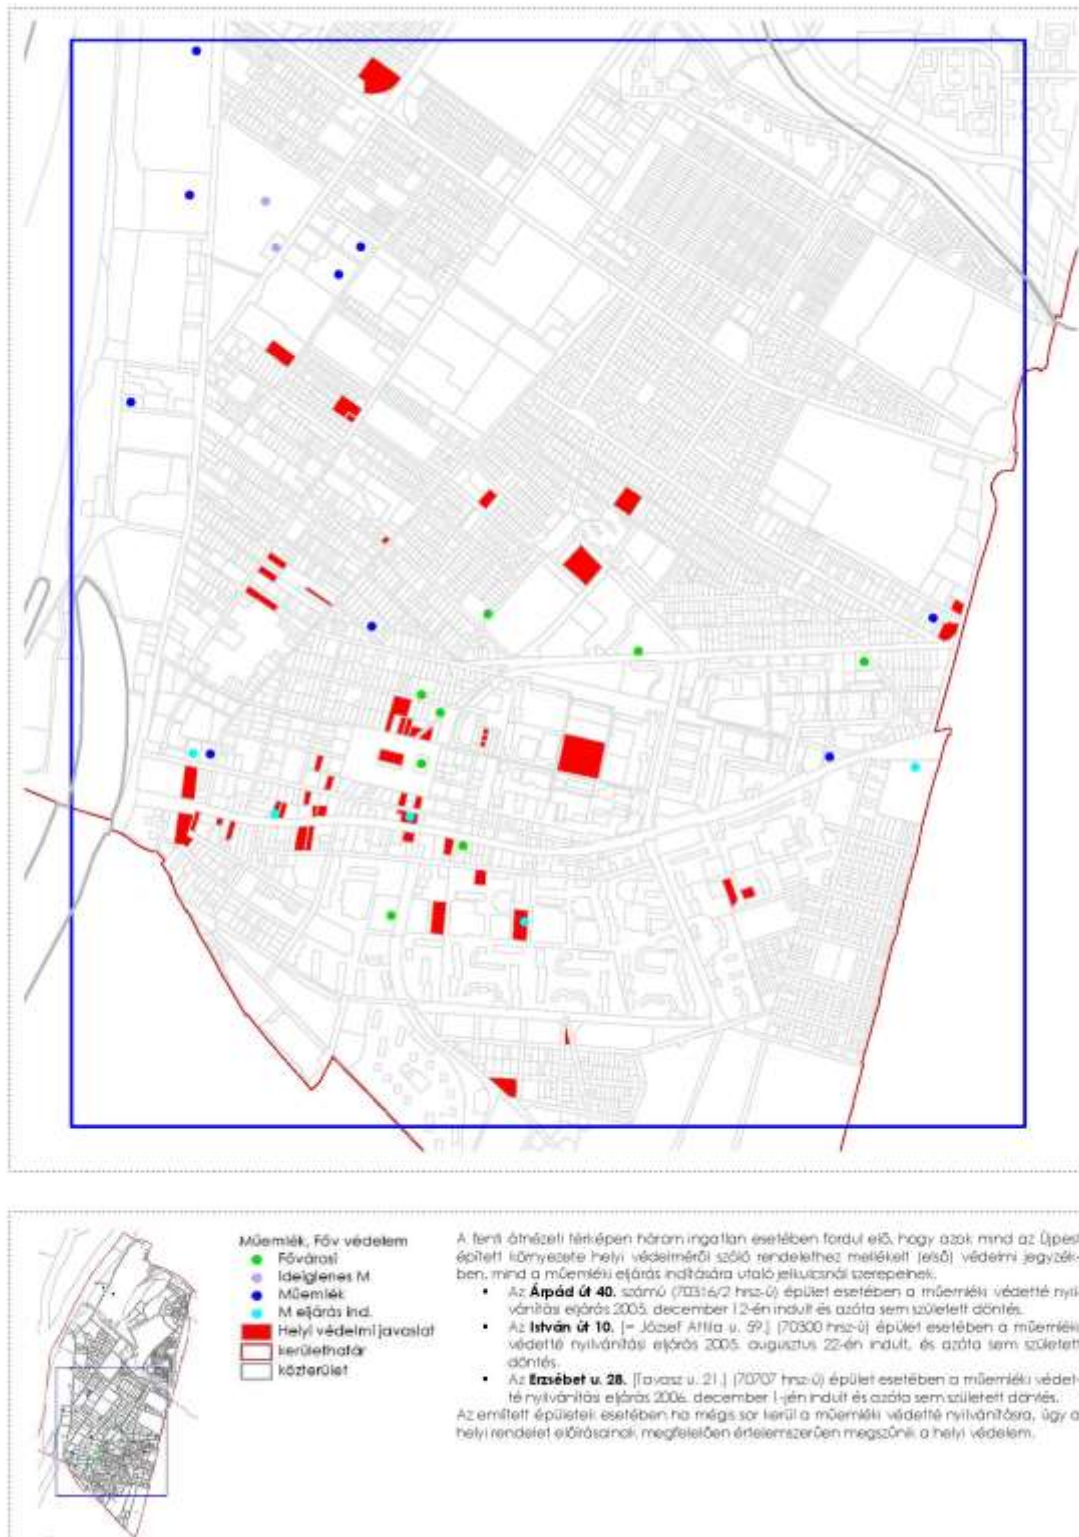 Műemlék, Főv védelem
Fővárosi
Ideiglenes M
Műemlék
M eljárás ind.
Helyi védelmi javaslat
kerülethatár
közterület
A fenti átnézeti térképen három ingatlan esetében fordul elő, hogy azok mind az Újpest
épített környezete helyi védelméről szóló rendelethez mellékelt (első) védelmi jegyzék-
ben, mind a műemléki eljárás indítására utaló jelkulcsnál szerepelnek.
▪ Az Árpád út 40. számú (70316/2 hrsz-ú) épület esetében a műemléki védetté nyil-
vánítási eljárás 2005. december 12-én indult és azóta sem született döntés.
▪ Az István út 10. (= József Attila u. 59.) (70300 hrsz-ú) épület esetében a műemléki
védetté nyilvánítási eljárás 2005. augusztus 22-én indult, és azóta sem született
döntés.
▪ Az Erzsébet u. 28. (Tavasz u. 21.) (70707 hrsz-ú) épület esetében a műemléki védet-
té nyilvánítás eljárás 2006. december 1-jén indult és azóta sem született döntés.
Az említett épületek esetében ha mégis sor kerül a műemléki védetté nyilvánításra, úgy a
helyi rendelet előírásainak megfelelően értelemszerűen megszűnik a helyi védelem.